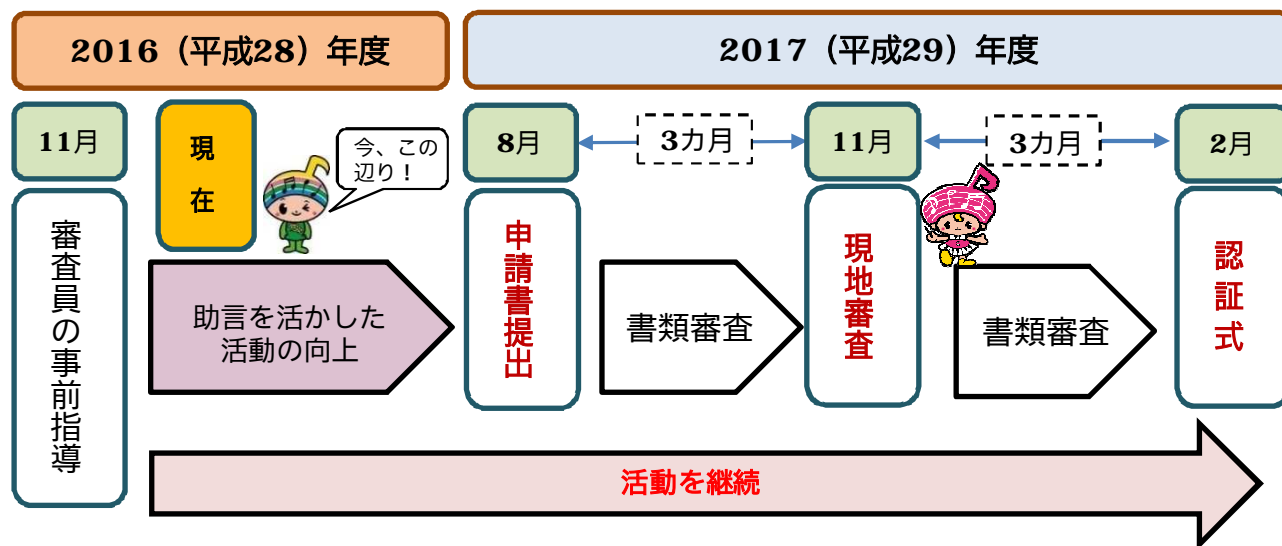 2016（平成28）年度
2017（平成29）年度
11月
現
在
今、この
辺り！
8月
3カ月
11月
3カ月
2月
審査員の事前指導
助言を活かした
活動の向上
申請書提出
書類審査
現地審査
書類審査
認証式
活動を継続